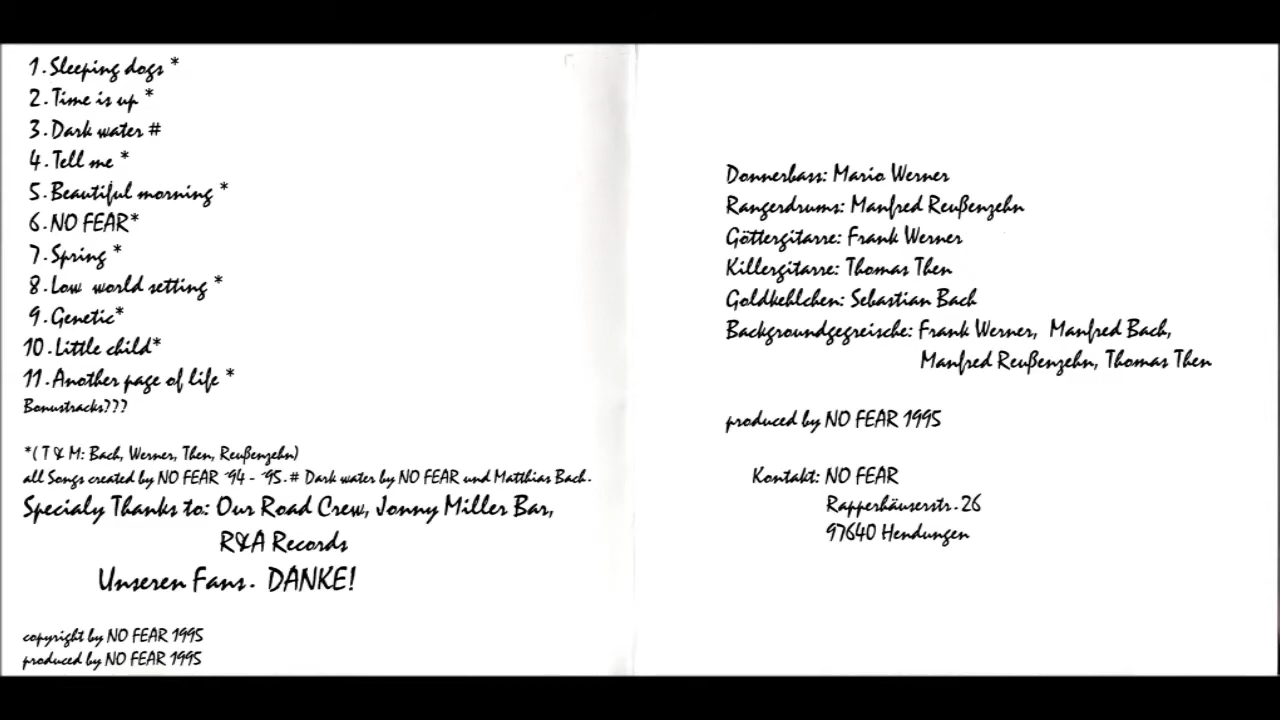 1. Sleeping dogs *
2. Time is up *
3. Dark water #
4. Tell me *
5. Beautiful morning *
6. NO FEAR*
7. Spring *
8. Low world setting *
9. Genetic*
10. Little child*
11. Another page of life *
Bonustracks???
*( T & M: Bach, Werner, Then, Reußenzehn)
all Songs created by NO FEAR ´94 - ´95. # Dark water by NO FEAR und Matthias Bach.
Specialy Thanks to: Our Road Crew, Jonny Miller Bar,
R&A Records
Unseren Fans. DANKE!
copyright by NO FEAR 1995
produced by NO FEAR 1995
Donnerbass: Mario Werner
Rangerdrums: Manfred Reußenzehn
Göttergitarre: Frank Werner
Killergitarre: Thomas Then
Goldkehlchen: Sebastian Bach
Backgroundgegreische: Frank Werner, Manfred Bach,
Manfred Reußenzehn, Thomas Then
produced by NO FEAR 1995
Kontakt: NO FEAR
Rapperhäuserstr. 26
97640 Hendungen